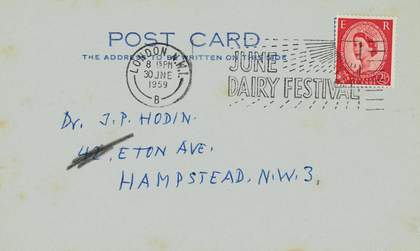 POST CARD
THE ADDRESS TO BE WRITTEN ON THIS SIDE
LONDON N.W.1
8 15PM
30 JNE
1959
B
JUNE
DAIRY FESTIVAL
E R
2½
Dr. J.P. HODIN.
42, ETON AVE,
HAMPSTEAD, N.W.3,